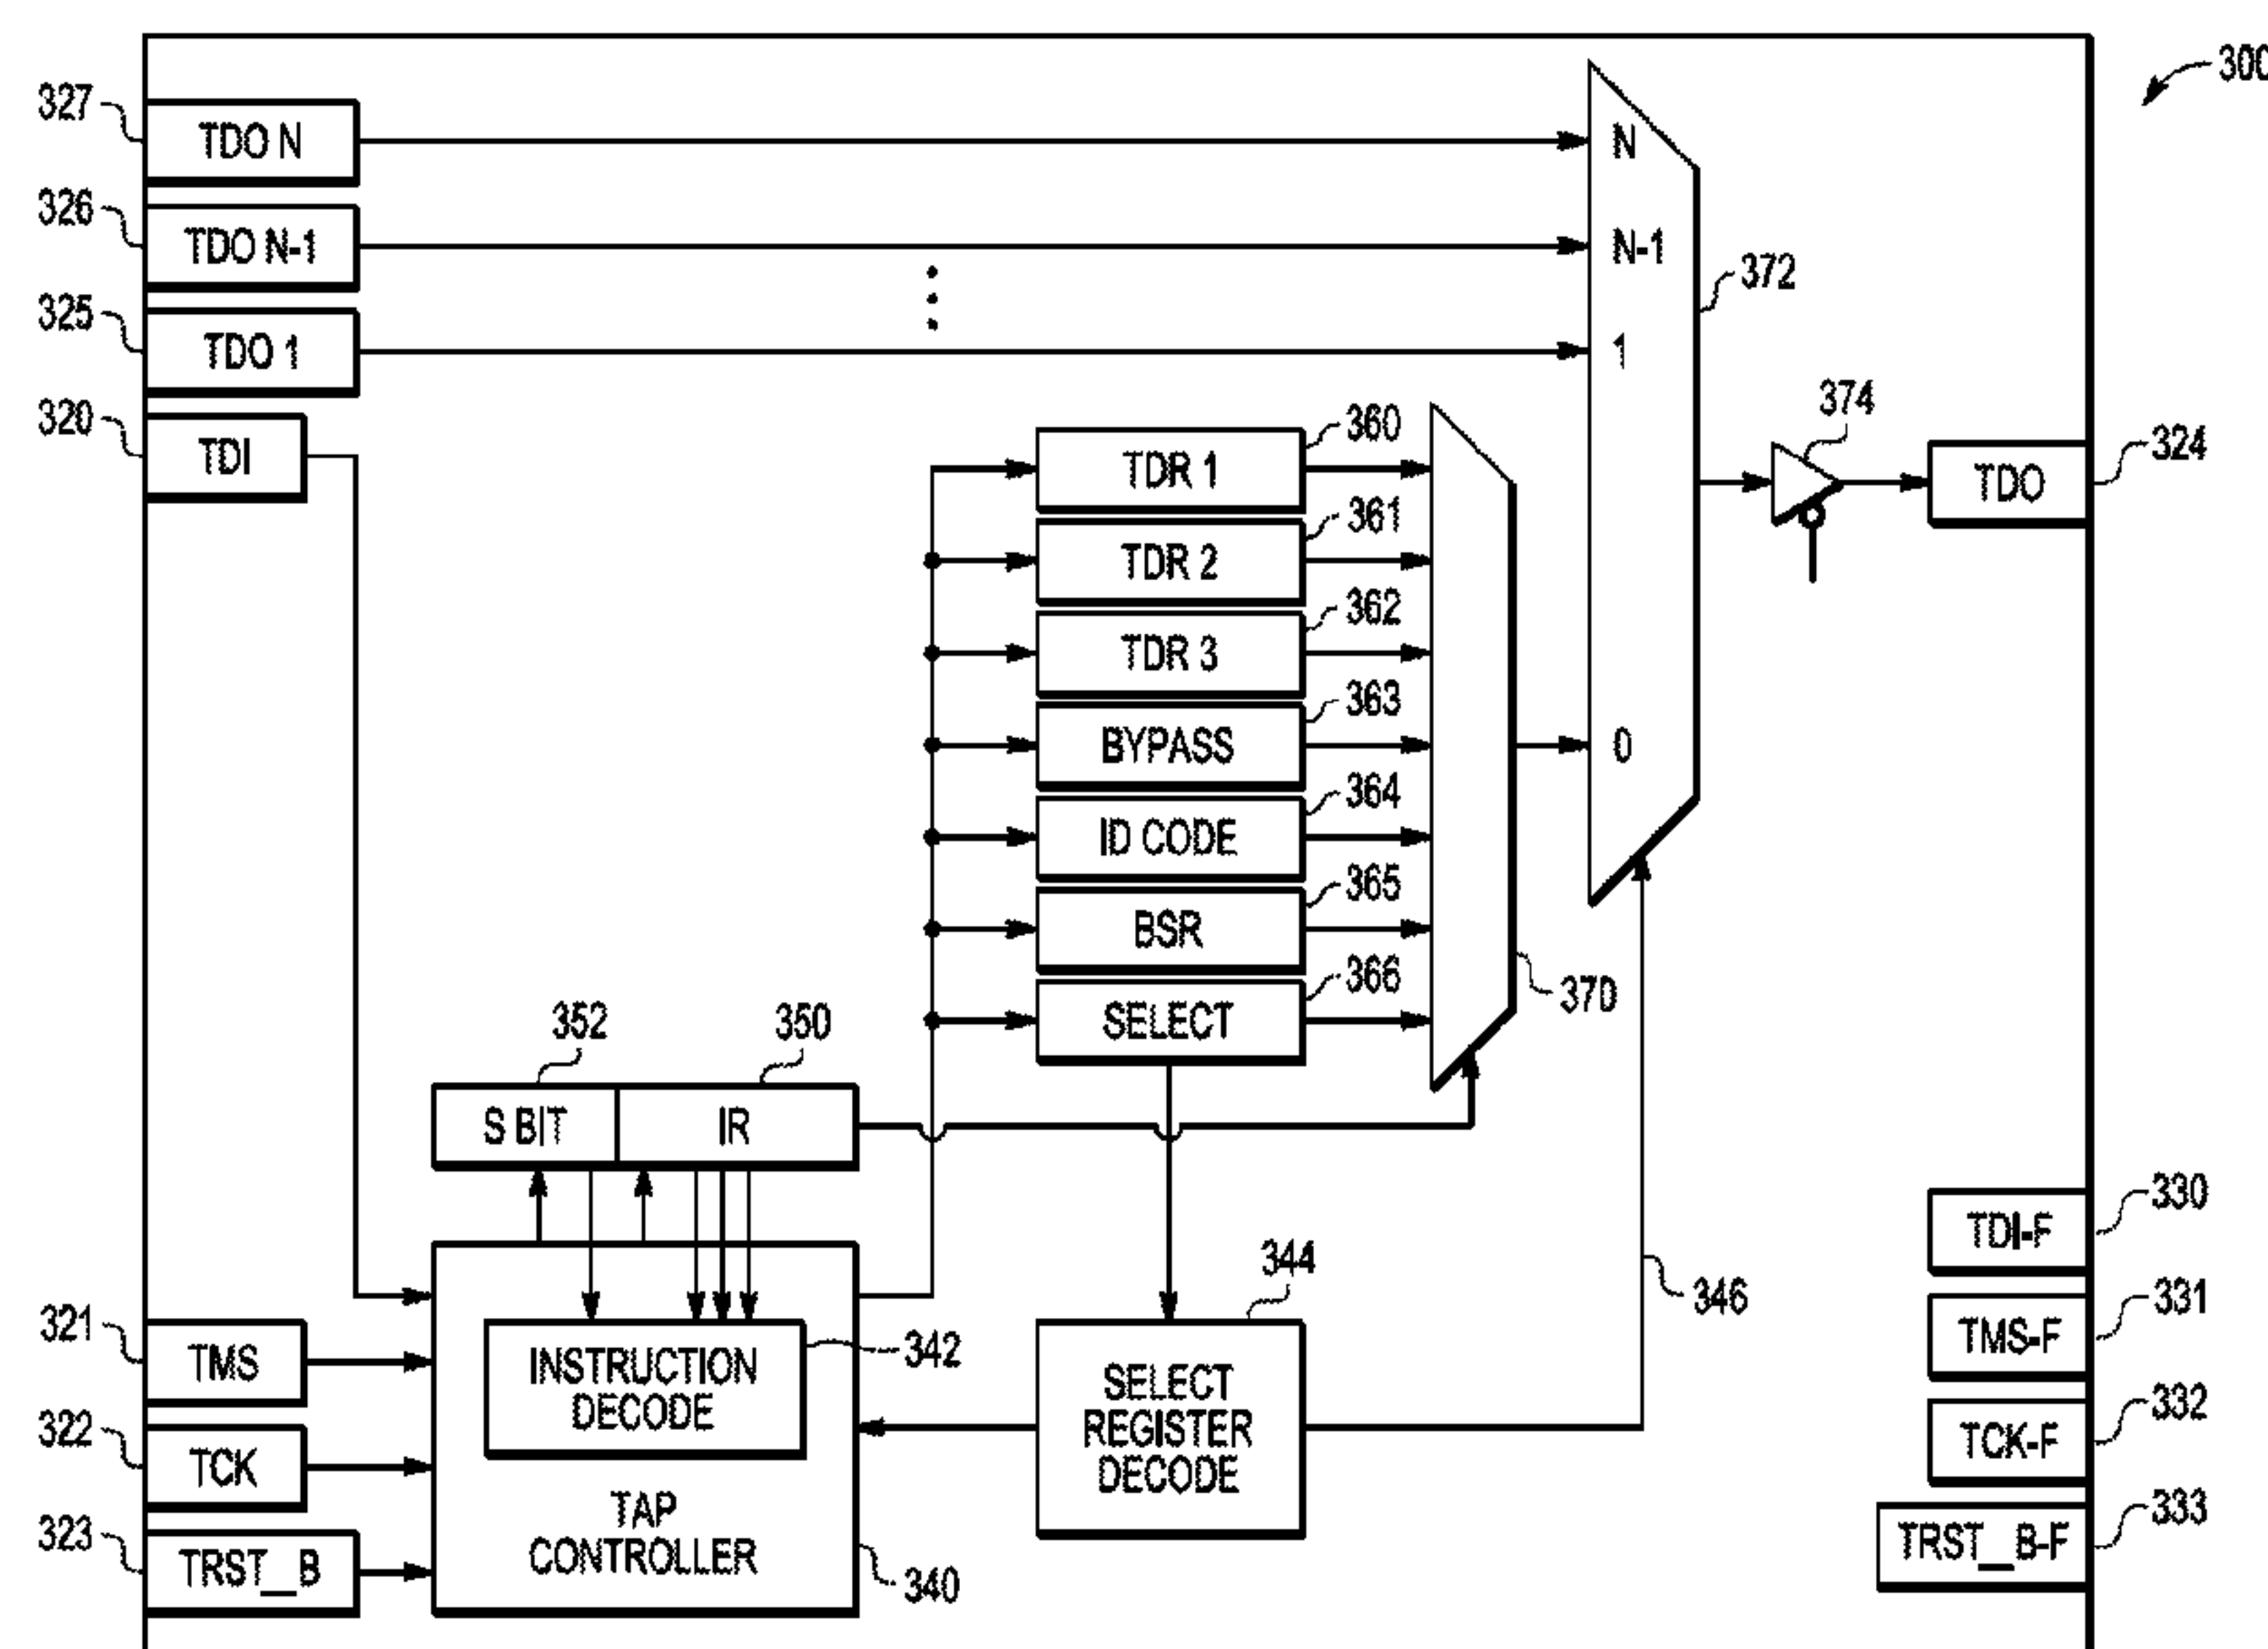 300
327
TDO N
N
326
TDO N-1
N-1
372
325
TDO 1
1
374
320
TDI
360
TDR 1
324
TDO
361
TDR 2
362
TDR 3
363
BYPASS
0
364
ID CODE
365
BSR
366
SELECT
370
352
350
S BIT
IR
330
TDI-F
344
346
331
TMS-F
321
TMS
342
INSTRUCTION
DECODE
SELECT
REGISTER
DECODE
332
TCK-F
322
TCK
333
TRST_B-F
323
TRST_B
TAP
CONTROLLER
340